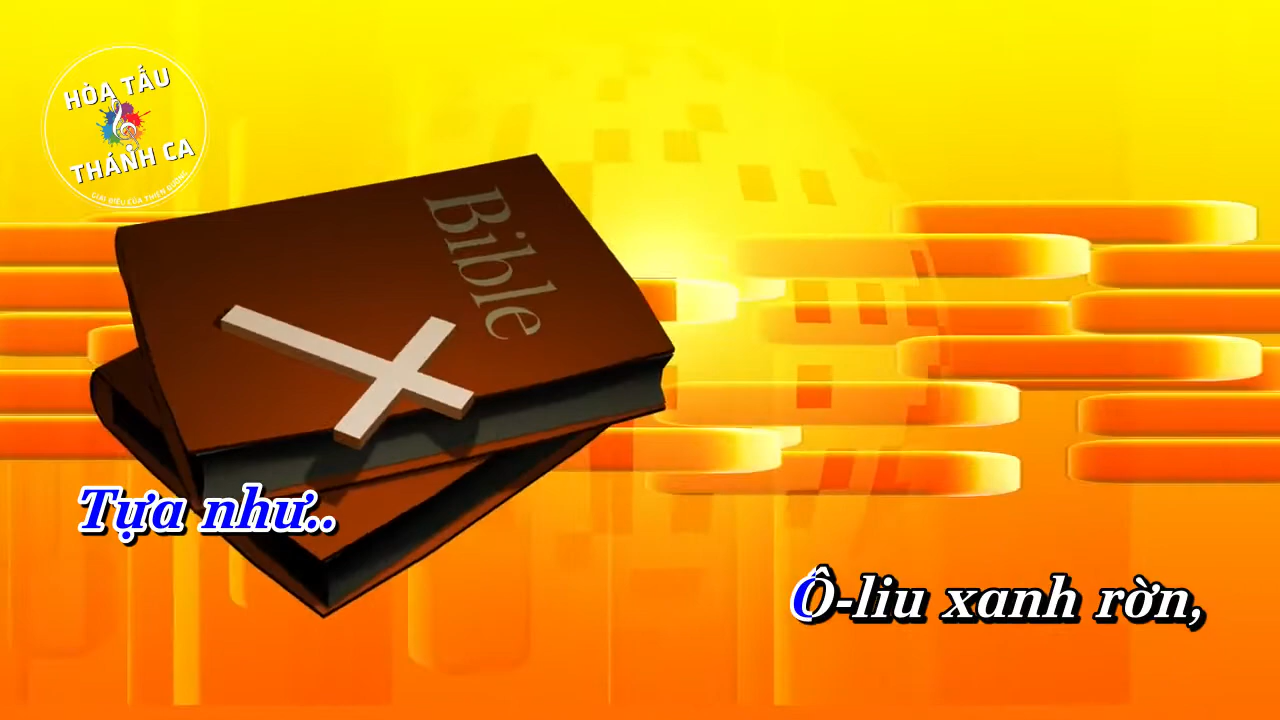 HÒA TẤU
THÁNH CA
GIAI ĐIỆU CỦA THIÊN ĐƯỜNG
Bible
Tựa như..
Ô-liu xanh rờn,